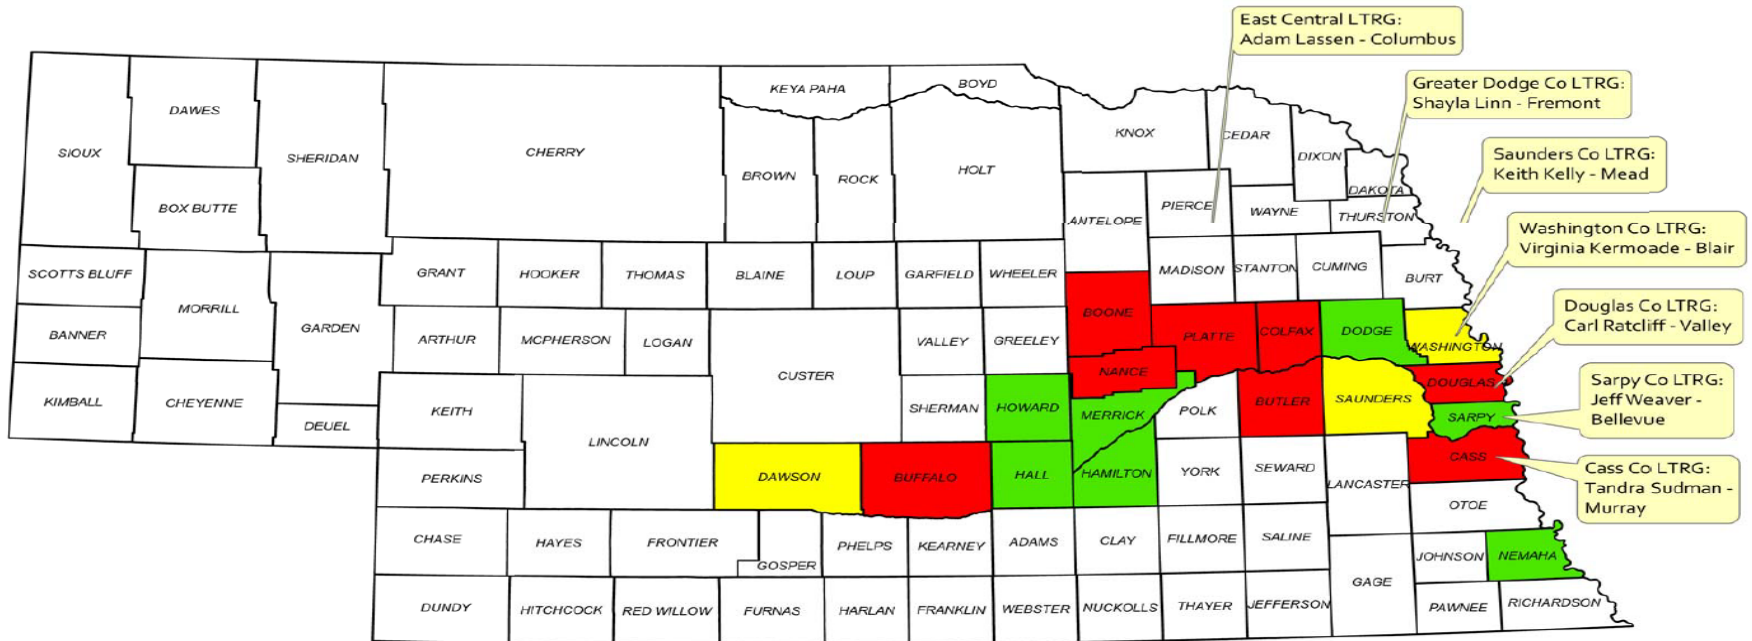 East Central LTRG:
Adam Lassen - Columbus
Greater Dodge Co LTRG:
Shayla Linn - Fremont
Saunders Co LTRG:
Keith Kelly - Mead
Washington Co LTRG:
Virginia Kermoade - Blair
Douglas Co LTRG:
Carl Ratcliff - Valley
Sarpy Co LTRG:
Jeff Weaver -
Bellevue
Cass Co LTRG:
Tandra Sudman -
Murray
SIOUX
DAWES
BOX BUTTE
SHERIDAN
CHERRY
KEYA PAHA
BOYD
BROWN
ROCK
HOLT
KNOX
CEDAR
DIXON
DAKOTA
ANTELOPE
PIERCE
WAYNE
THURSTON
SCOTTS BLUFF
MORRILL
GARDEN
GRANT
HOOKER
THOMAS
BLAINE
LOUP
GARFIELD
WHEELER
MADISON
STANTON
CUMING
BURT
BANNER
ARTHUR
MCPHERSON
LOGAN
CUSTER
VALLEY
GREELEY
BOONE
PLATTE
COLFAX
DODGE
WASHINGTON
NANCE
KIMBALL
CHEYENNE
DEUEL
KEITH
LINCOLN
SHERMAN
HOWARD
MERRICK
POLK
BUTLER
SAUNDERS
DOUGLAS
SARPY
PERKINS
DAWSON
BUFFALO
HALL
HAMILTON
YORK
SEWARD
LANCASTER
CASS
OTOE
CHASE
HAYES
FRONTIER
GOSPER
PHELPS
KEARNEY
ADAMS
CLAY
FILLMORE
SALINE
GAGE
JOHNSON
NEMAHA
DUNDY
HITCHCOCK
RED WILLOW
FURNAS
HARLAN
FRANKLIN
WEBSTER
NUCKOLLS
THAYER
JEFFERSON
PAWNEE
RICHARDSON